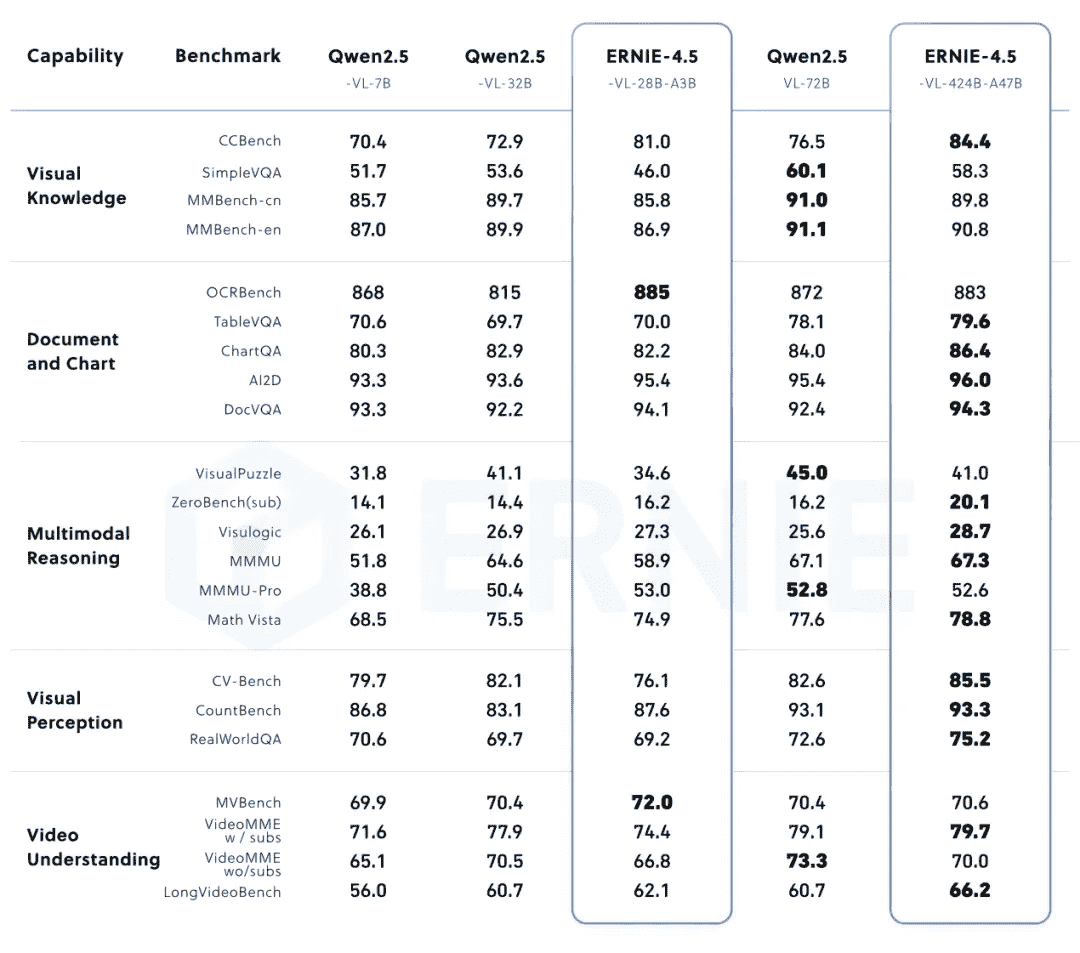 Capability Benchmark Qwen2.5 Qwen2.5 ERNIE-4.5 Qwen2.5 ERNIE-4.5
-VL-7B -VL-32B -VL-28B-A3B VL-72B -VL-424B-A47B
Visual
Knowledge
CCBench 70.4 72.9 81.0 76.5 84.4
SimpleVQA 51.7 53.6 46.0 60.1 58.3
MMBench-cn 85.7 89.7 85.8 91.0 89.8
MMBench-en 87.0 89.9 86.9 91.1 90.8
Document
and Chart
OCRBench 868 815 885 872 883
TableVQA 70.6 69.7 70.0 78.1 79.6
ChartQA 80.3 82.9 82.2 84.0 86.4
AI2D 93.3 93.6 95.4 95.4 96.0
DocVQA 93.3 92.2 94.1 92.4 94.3
Multimodal
Reasoning
VisualPuzzle 31.8 41.1 34.6 45.0 41.0
ZeroBench(sub) 14.1 14.4 16.2 16.2 20.1
Visulogic 26.1 26.9 27.3 25.6 28.7
MMMU 51.8 64.6 58.9 67.1 67.3
MMMU-Pro 38.8 50.4 53.0 52.8 52.6
Math Vista 68.5 75.5 74.9 77.6 78.8
ERNIE
Visual
Perception
CV-Bench 79.7 82.1 76.1 82.6 85.5
CountBench 86.8 83.1 87.6 93.1 93.3
RealWorldQA 70.6 69.7 69.2 72.6 75.2
Video
Understanding
MVBench 69.9 70.4 72.0 70.4 70.6
VideoMME
w / subs 71.6 77.9 74.4 79.1 79.7
VideoMME
wo/subs 65.1 70.5 66.8 73.3 70.0
LongVideoBench 56.0 60.7 62.1 60.7 66.2